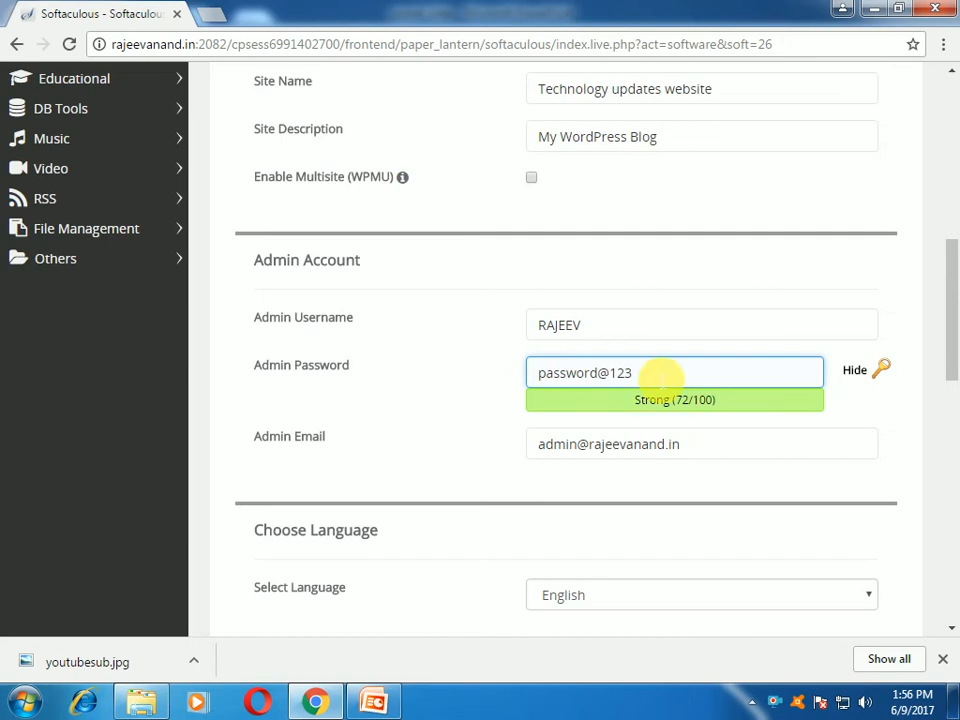 Softaculous - Softaculou
rajeevanand.in:2082/cpsess6991402700/frontend/paper_lantern/softaculous/index.live.php?act=software&soft=26
Educational
DB Tools
Music
Video
RSS
File Management
Others
Site Name
Technology updates website
Site Description
My WordPress Blog
Enable Multisite (WPMU)
Admin Account
Admin Username
RAJEEV
Admin Password
password@123
Hide
Strong (72/100)
Admin Email
admin@rajeevanand.in
Choose Language
Select Language
English
youtubesub.jpg
Show all
1:56 PM
6/9/2017